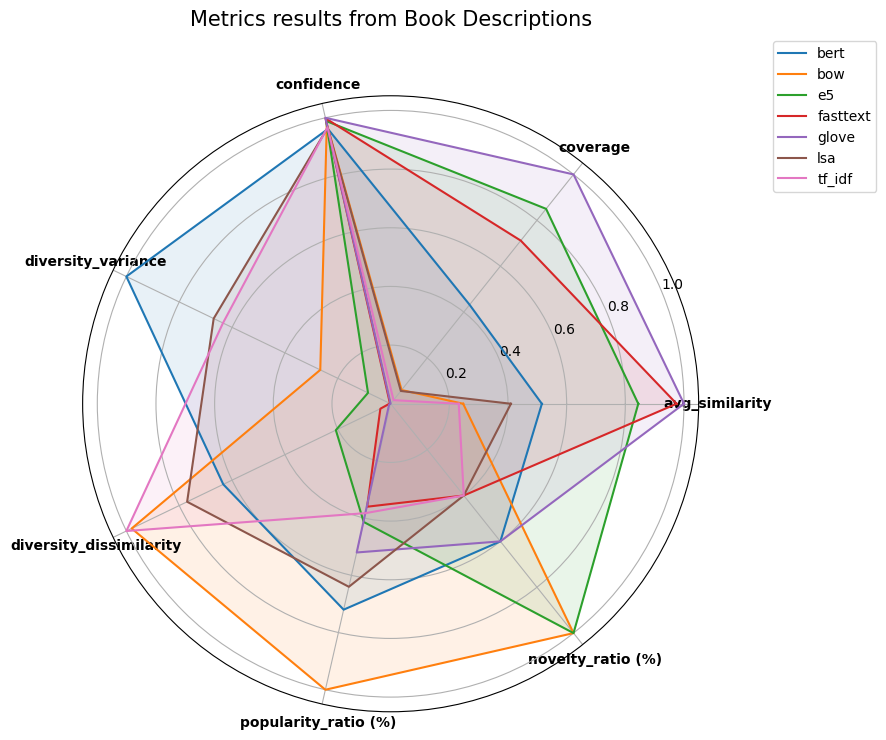 Metrics results from Book Descriptions
bert
bow
e5
fasttext
glove
lsa
tf_idf
confidence
coverage
diversity_variance
1.0
0.8
0.6
0.4
0.2
avg_similarity
diversity_dissimilarity
novelty_ratio (%)
popularity_ratio (%)